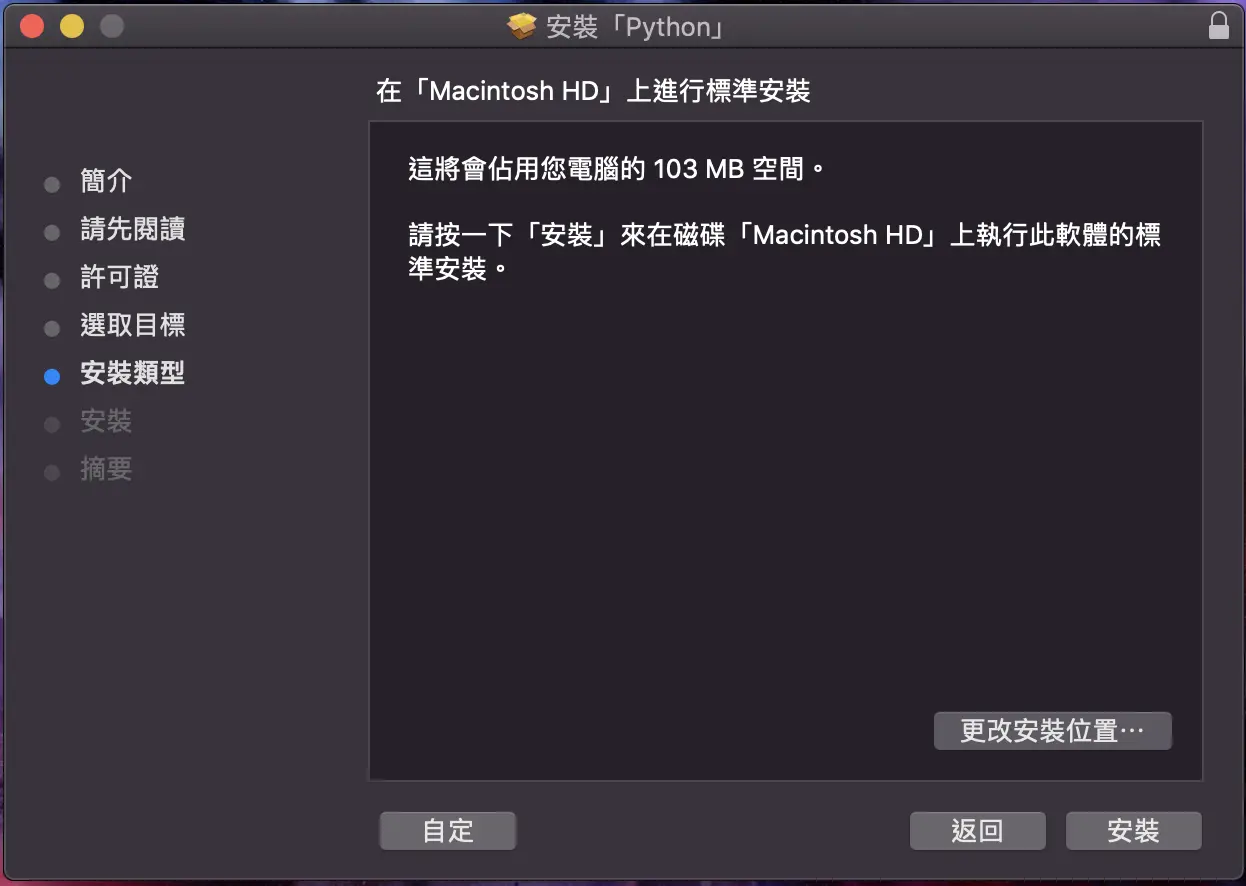 安裝「Python」
在「Macintosh HD」上進行標準安裝
簡介
請先閱讀
許可證
選取目標
安裝類型
安裝
摘要
這將會佔用您電腦的 103 MB 空間。
請按一下「安裝」來在磁碟「Macintosh HD」上執行此軟體的標
準安裝。
更改安裝位置⋯
自定
返回
安裝